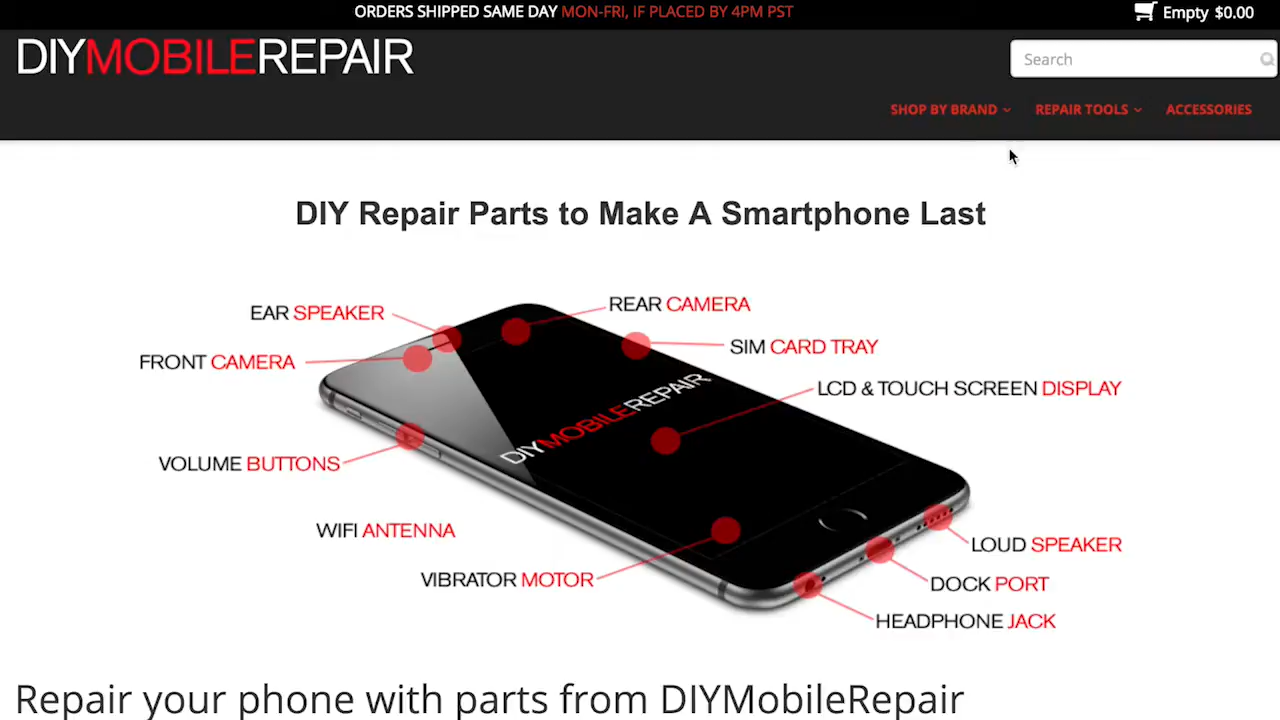 ORDERS SHIPPED SAME DAY MON-FRI, IF PLACED BY 4PM PST
Empty $0.00
DIYMOBILEREPAIR
Search
SHOP BY BRAND
REPAIR TOOLS
ACCESSORIES
DIY Repair Parts to Make A Smartphone Last
EAR SPEAKER
REAR CAMERA
FRONT CAMERA
SIM CARD TRAY
LCD & TOUCH SCREEN DISPLAY
DIYMOBILEREPAIR
VOLUME BUTTONS
WIFI ANTENNA
LOUD SPEAKER
VIBRATOR MOTOR
DOCK PORT
HEADPHONE JACK
Repair your phone with parts from DIYMobileRepair